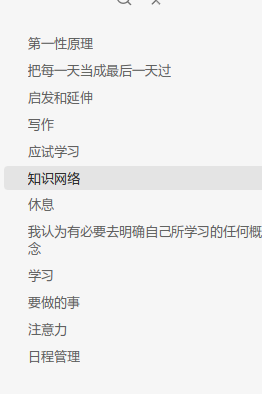 第一性原理
把每一天当成最后一天过
启发和延伸
写作
应试学习
知识网络
休息
我认为有必要去明确自己所学习的任何概
念
学习
要做的事
注意力
日程管理